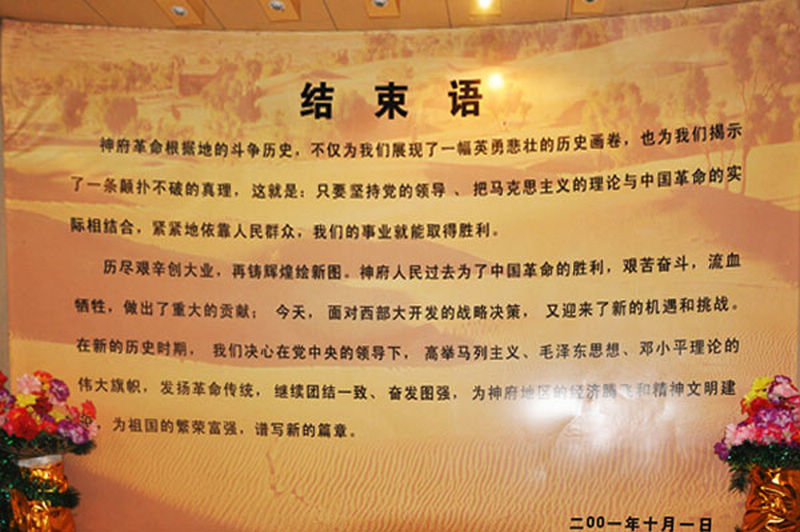 结束语
神府革命根据地的斗争历史，不仅为我们展现了一幅英勇悲壮的历史画卷，也为我们揭示
了一条颠扑不破的真理，这就是：只要坚持党的领导、把马克思主义的理论与中国革命的实
际相结合，紧紧地依靠人民群众，我们的事业就能取得胜利。
历尽艰辛创大业，再铸辉煌绘新图。神府人民过去为了中国革命的胜利，艰苦奋斗，流血
牺牲，做出了重大的贡献；今天，面对西部大开发的战略决策，又迎来了新的机遇和挑战。
在新的历史时期，我们决心在党中央的领导下，高举马列主义、毛泽东思想、邓小平理论的
伟大旗帜，发扬革命传统，继续团结一致、奋发图强，为神府地区的经济腾飞和精神文明建
，为祖国的繁荣富强，谱写新的篇章。
二00一年十月一日